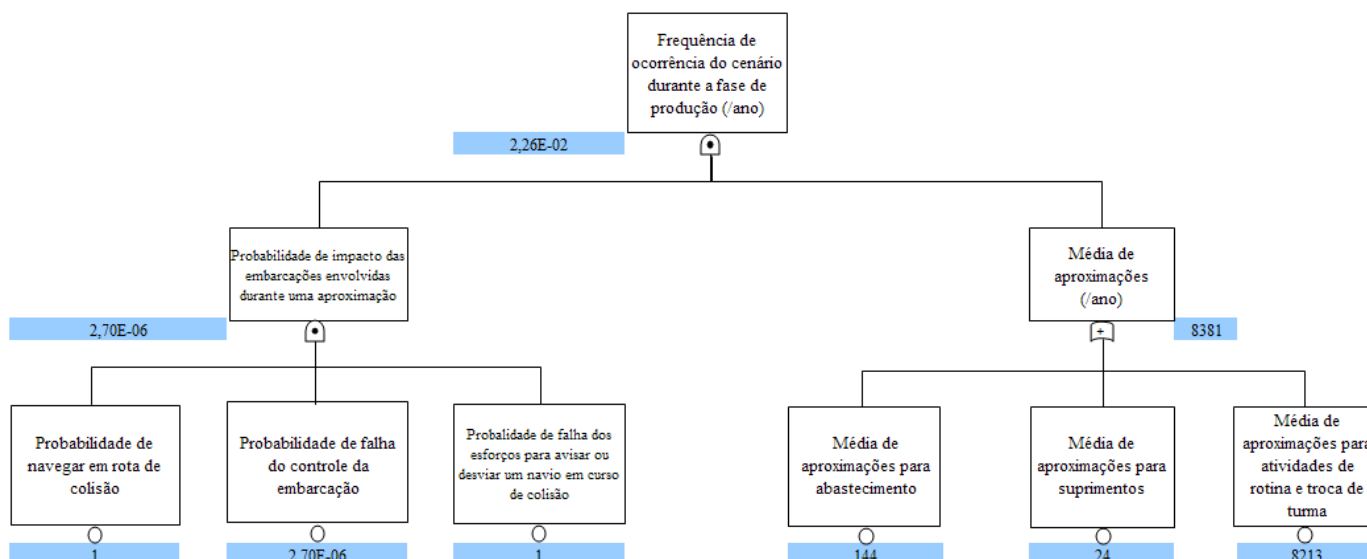 Frequência de
ocorrência do cenário
durante a fase de
produção (/ano)
2,26E-02
Probabilidade de impacto das
embarcações envolvidas
durante uma aproximação
2,70E-06
Média de
aproximações
(/ano)
+
8381
Probabilidade de
navegar em rota de
colisão
1
Probabilidade de falha
do controle da
embarcação
2,70E-06
Probalidade de falha dos
esforços para avisar ou
desviar um navio em curso
de colisão
1
Média de
aproximações para
abastecimento
144
Média de
aproximações para
suprimentos
24
Média de
aproximações para
atividades de
rotina e troca de
turma
8213